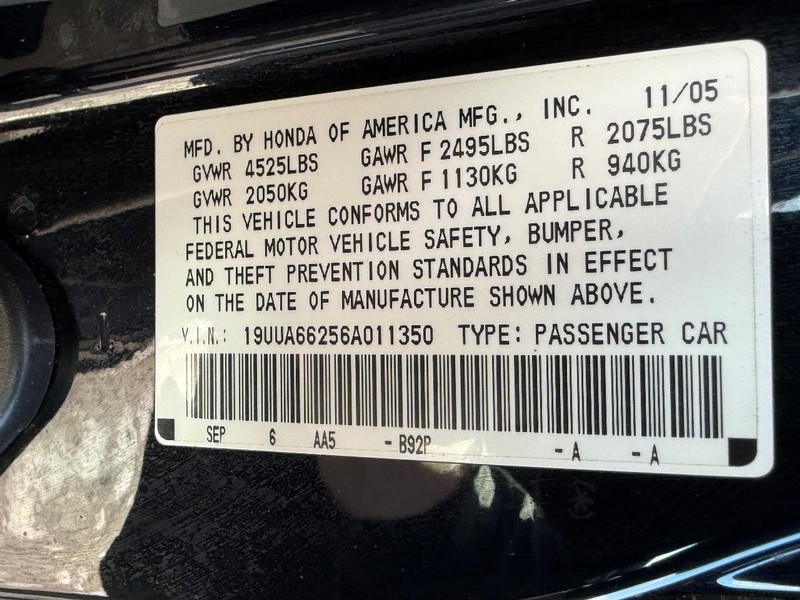 MFD. BY HONDA OF AMERICA MFG., INC. 11/05
GVWR 4525LBS GAWR F 2495LBS R 2075LBS
GVWR 2050KG GAWR F 1130KG R 940KG
THIS VEHICLE CONFORMS TO ALL APPLICABLE
FEDERAL MOTOR VEHICLE SAFETY, BUMPER,
AND THEFT PREVENTION STANDARDS IN EFFECT
ON THE DATE OF MANUFACTURE SHOWN ABOVE.
V.I.N.: 19UUA66256A011350 TYPE: PASSENGER CAR
SEP 6 AA5 -B92P -A -A